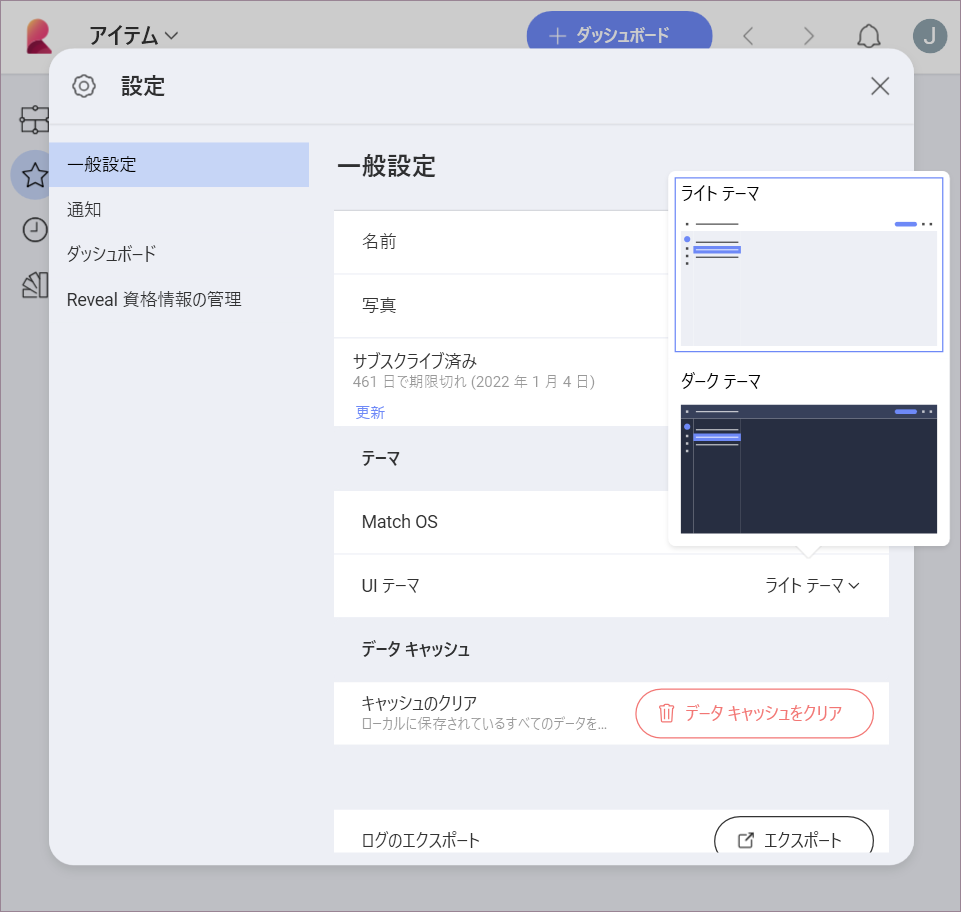 アイテム
ダッシュボード
J
設定
一般設定
通知
ダッシュボード
Reveal 資格情報の管理
一般設定
名前
写真
サブスクライブ済み
461 日で期限切れ (2022 年 1 月 4 日)
更新
テーマ
Match OS
UI テーマ
ライト テーマ
ライト テーマ
ダーク テーマ
データ キャッシュ
キャッシュのクリア
ローカルに保存されているすべてのデータを...
データ キャッシュをクリア
ログのエクスポート
エクスポート